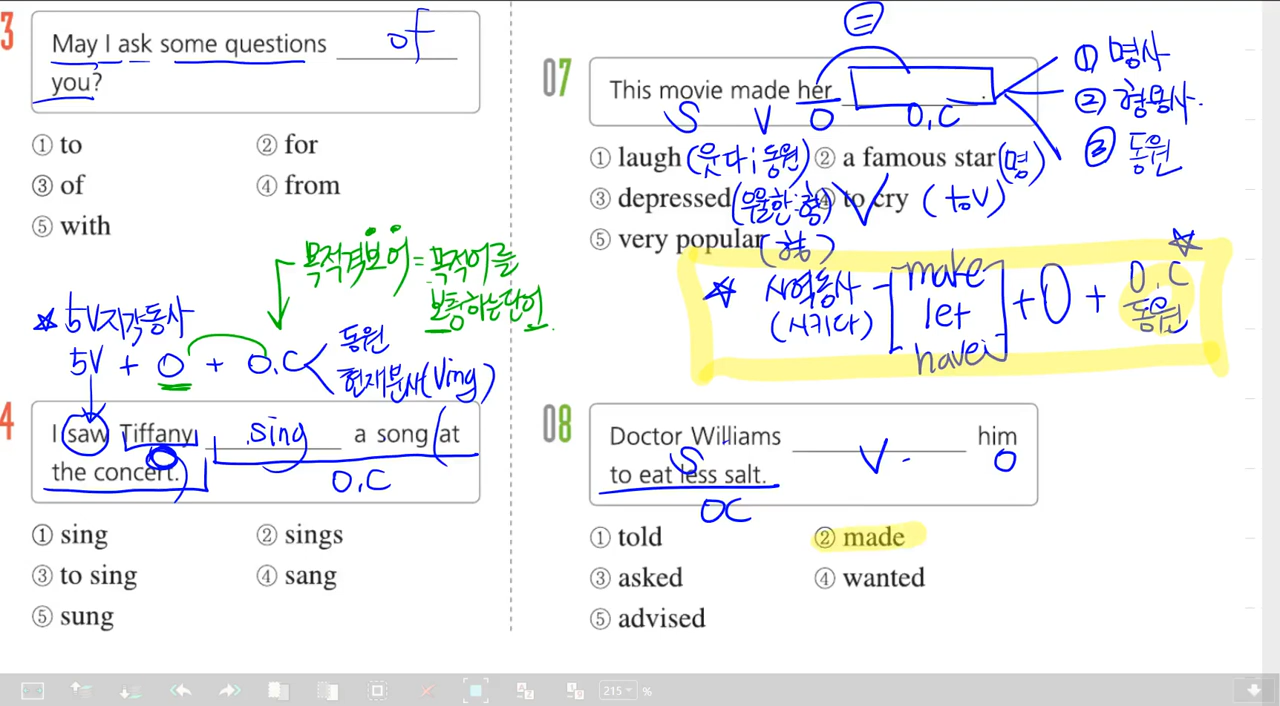 3
May I ask some questions of
you?
① to ② for
③ of ④ from
⑤ with
목적격보어 = 목적어를
보통하는단어.
5V지각동사
5V + O + O.C 동원
현재분사(Ving)
4
I saw Tiffany sing a song at
the concert.
O
O.C
① sing ② sings
③ to sing ④ sang
⑤ sung
07
=
This movie made her
S V O O.C
① 명사
② 형용사.
③ 동원
① laugh (웃다; 동원) ② a famous star (명)
③ depressed (우울한:형) ④ to cry (toV)
⑤ very popular (형)
사역동사 - make + O + O.C
(시키다) let 동원
have
08
Doctor Williams him
S V O
to eat less salt.
OC
① told ② made
③ asked ④ wanted
⑤ advised
215 %